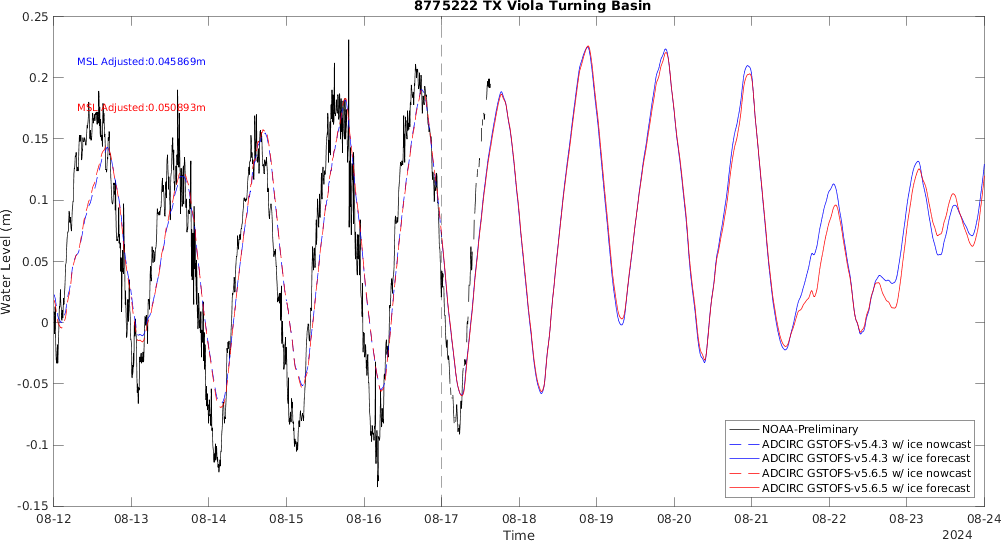 8775222 TX Viola Turning Basin
0.25
0.2
0.15
0.1
0.05
0
-0.05
-0.1
-0.15
Water Level (m)
MSL Adjusted:0.045869m
MSL Adjusted:0.050893m
NOAA-Preliminary
ADCIRC GSTOFS-v5.4.3 w/ ice nowcast
ADCIRC GSTOFS-v5.4.3 w/ ice forecast
ADCIRC GSTOFS-v5.6.5 w/ ice nowcast
ADCIRC GSTOFS-v5.6.5 w/ ice forecast
08-12 08-13 08-14 08-15 08-16 08-17 08-18 08-19 08-20 08-21 08-22 08-23 08-24
Time
2024